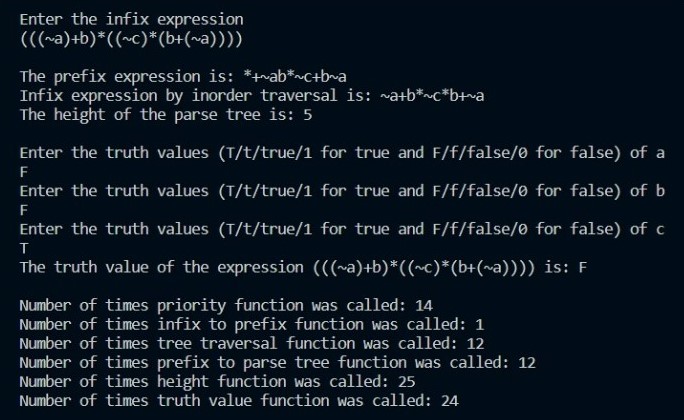 Enter the infix expression
(((~a)+b)*((~c)*(b+(~a))))
The prefix expression is: *+~ab*~c+b~a
Infix expression by inorder traversal is: ~a+b*~c*b+~a
The height of the parse tree is: 5
Enter the truth values (T/t/true/1 for true and F/f/false/0 for false) of a
F
Enter the truth values (T/t/true/1 for true and F/f/false/0 for false) of b
F
Enter the truth values (T/t/true/1 for true and F/f/false/0 for false) of c
T
The truth value of the expression (((~a)+b)*((~c)*(b+(~a)))) is: F
Number of times priority function was called: 14
Number of times infix to prefix function was called: 1
Number of times tree traversal function was called: 12
Number of times prefix to parse tree function was called: 12
Number of times height function was called: 25
Number of times truth value function was called: 24